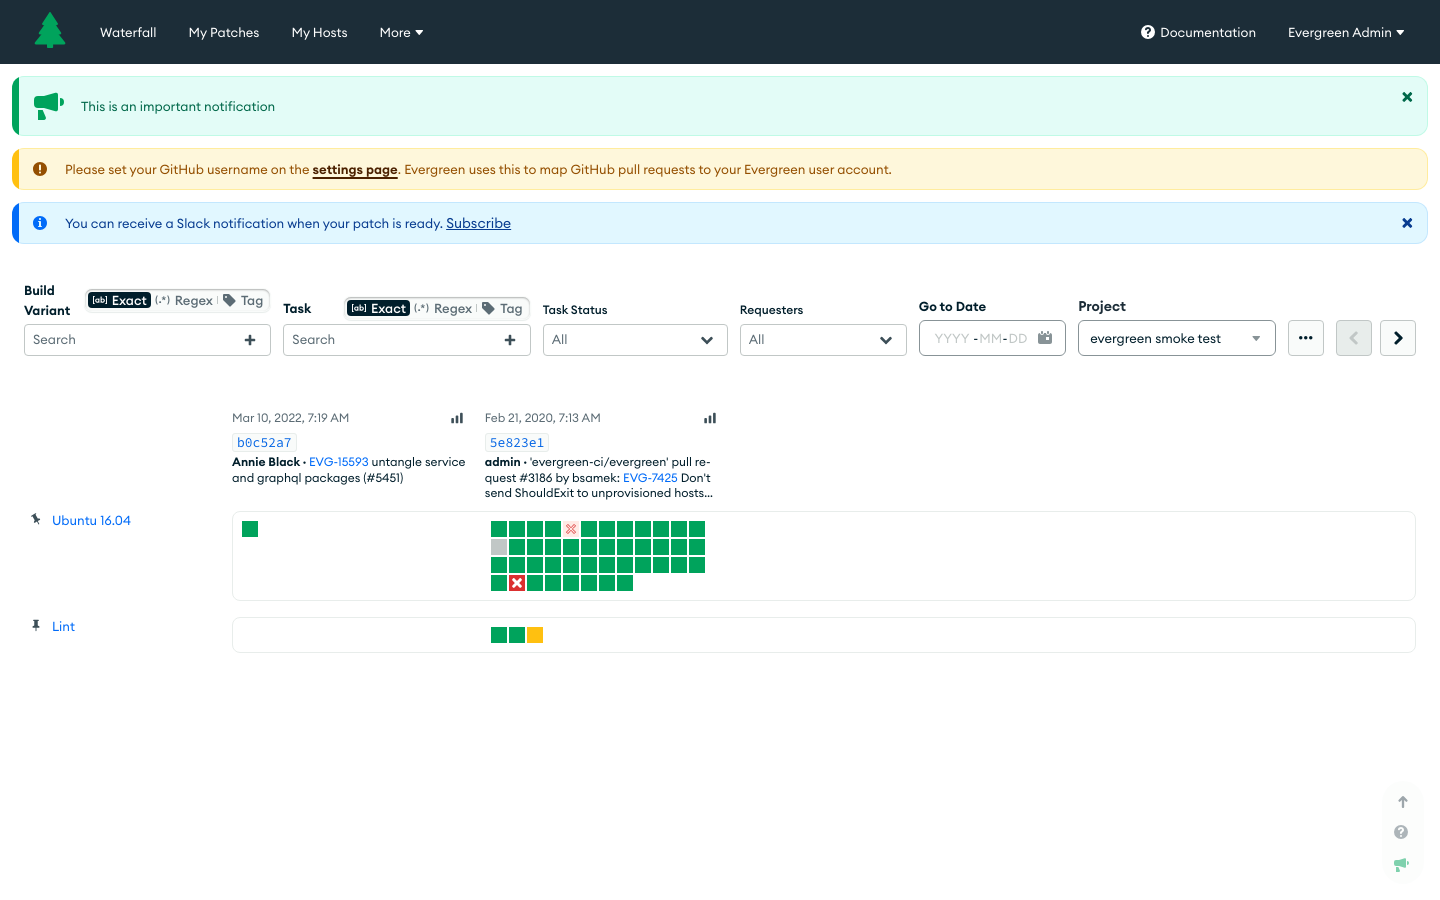 Waterfall My Patches My Hosts More Documentation Evergreen Admin
This is an important notification
Please set your GitHub username on the settings page. Evergreen uses this to map GitHub pull requests to your Evergreen user account.
You can receive a Slack notification when your patch is ready. Subscribe
Build
Variant
[ab] Exact (.*) Regex Tag
Search
Task
[ab] Exact (.*) Regex Tag
Search
Task Status
All
Requesters
All
Go to Date
YYYY -MM-DD
Project
evergreen smoke test
Mar 10, 2022, 7:19 AM
b0c52a7
Annie Black · EVG-15593 untangle service
and graphql packages (#5451)
Feb 21, 2020, 7:13 AM
5e823e1
admin · 'evergreen-ci/evergreen' pull re-
quest #3186 by bsamek: EVG-7425 Don't
send ShouldExit to unprovisioned hosts...
Ubuntu 16.04
Lint